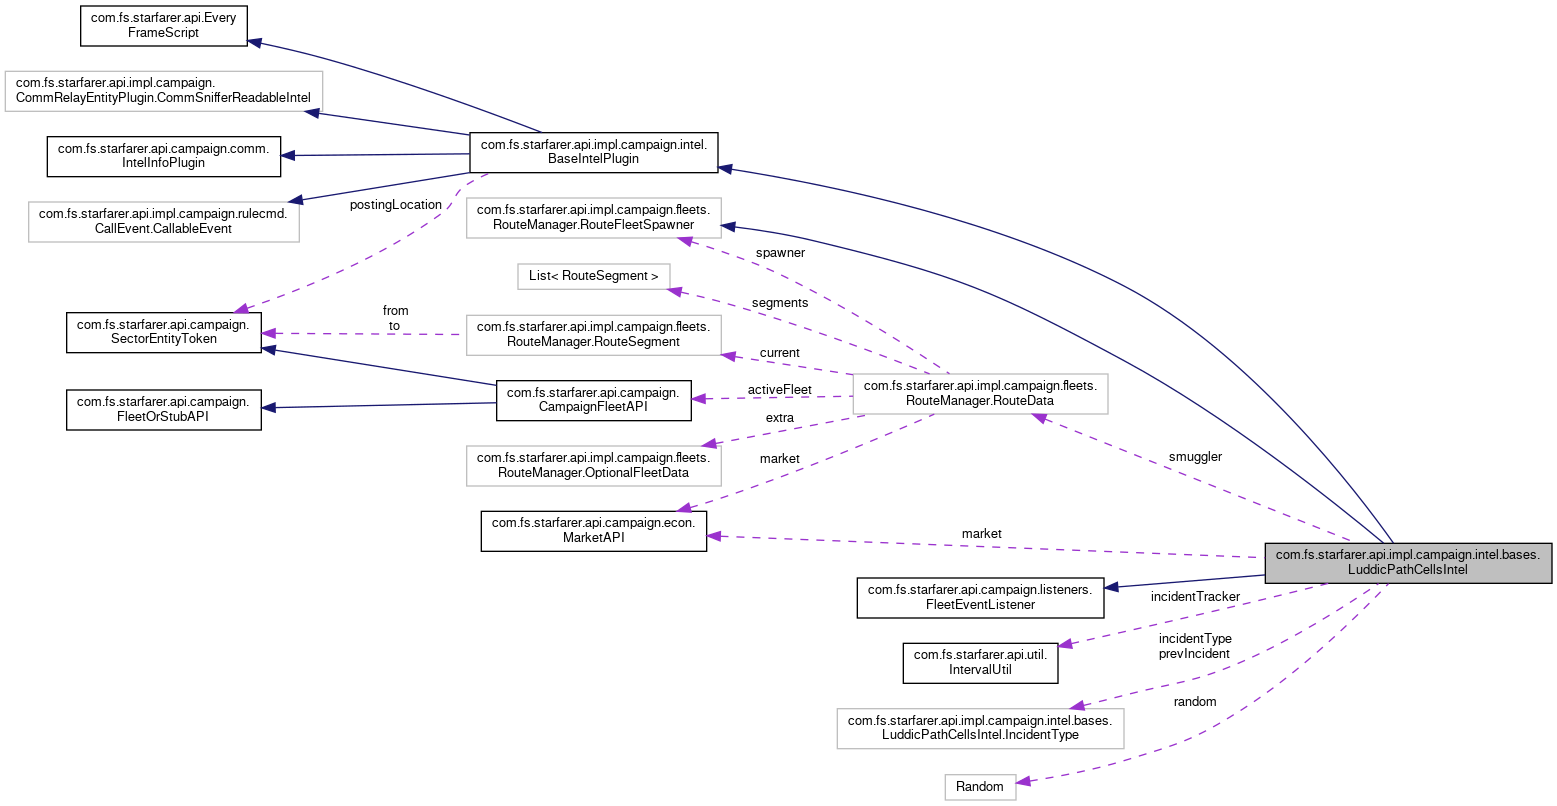 com.fs.starfarer.api.Every
FrameScript
com.fs.starfarer.api.impl.campaign.
CommRelayEntityPlugin.CommSnifferReadableIntel
com.fs.starfarer.api.campaign.comm.
IntelInfoPlugin
com.fs.starfarer.api.impl.campaign.rulecmd.
CallEvent.CallableEvent
com.fs.starfarer.api.campaign.
SectorEntityToken
com.fs.starfarer.api.campaign.
FleetOrStubAPI
postingLocation
from
to
com.fs.starfarer.api.impl.campaign.intel.
BaseIntelPlugin
com.fs.starfarer.api.impl.campaign.fleets.
RouteManager.RouteFleetSpawner
List< RouteSegment >
com.fs.starfarer.api.impl.campaign.fleets.
RouteManager.RouteSegment
com.fs.starfarer.api.campaign.
CampaignFleetAPI
com.fs.starfarer.api.impl.campaign.fleets.
RouteManager.OptionalFleetData
com.fs.starfarer.api.campaign.econ.
MarketAPI
spawner
segments
current
activeFleet
extra
market
com.fs.starfarer.api.impl.campaign.fleets.
RouteManager.RouteData
smuggler
market
com.fs.starfarer.api.campaign.listeners.
FleetEventListener
com.fs.starfarer.api.util.
IntervalUtil
com.fs.starfarer.api.impl.campaign.intel.bases.
LuddicPathCellsIntel.IncidentType
Random
incidentTracker
incidentType
prevIncident
random
com.fs.starfarer.api.impl.campaign.intel.bases.
LuddicPathCellsIntel